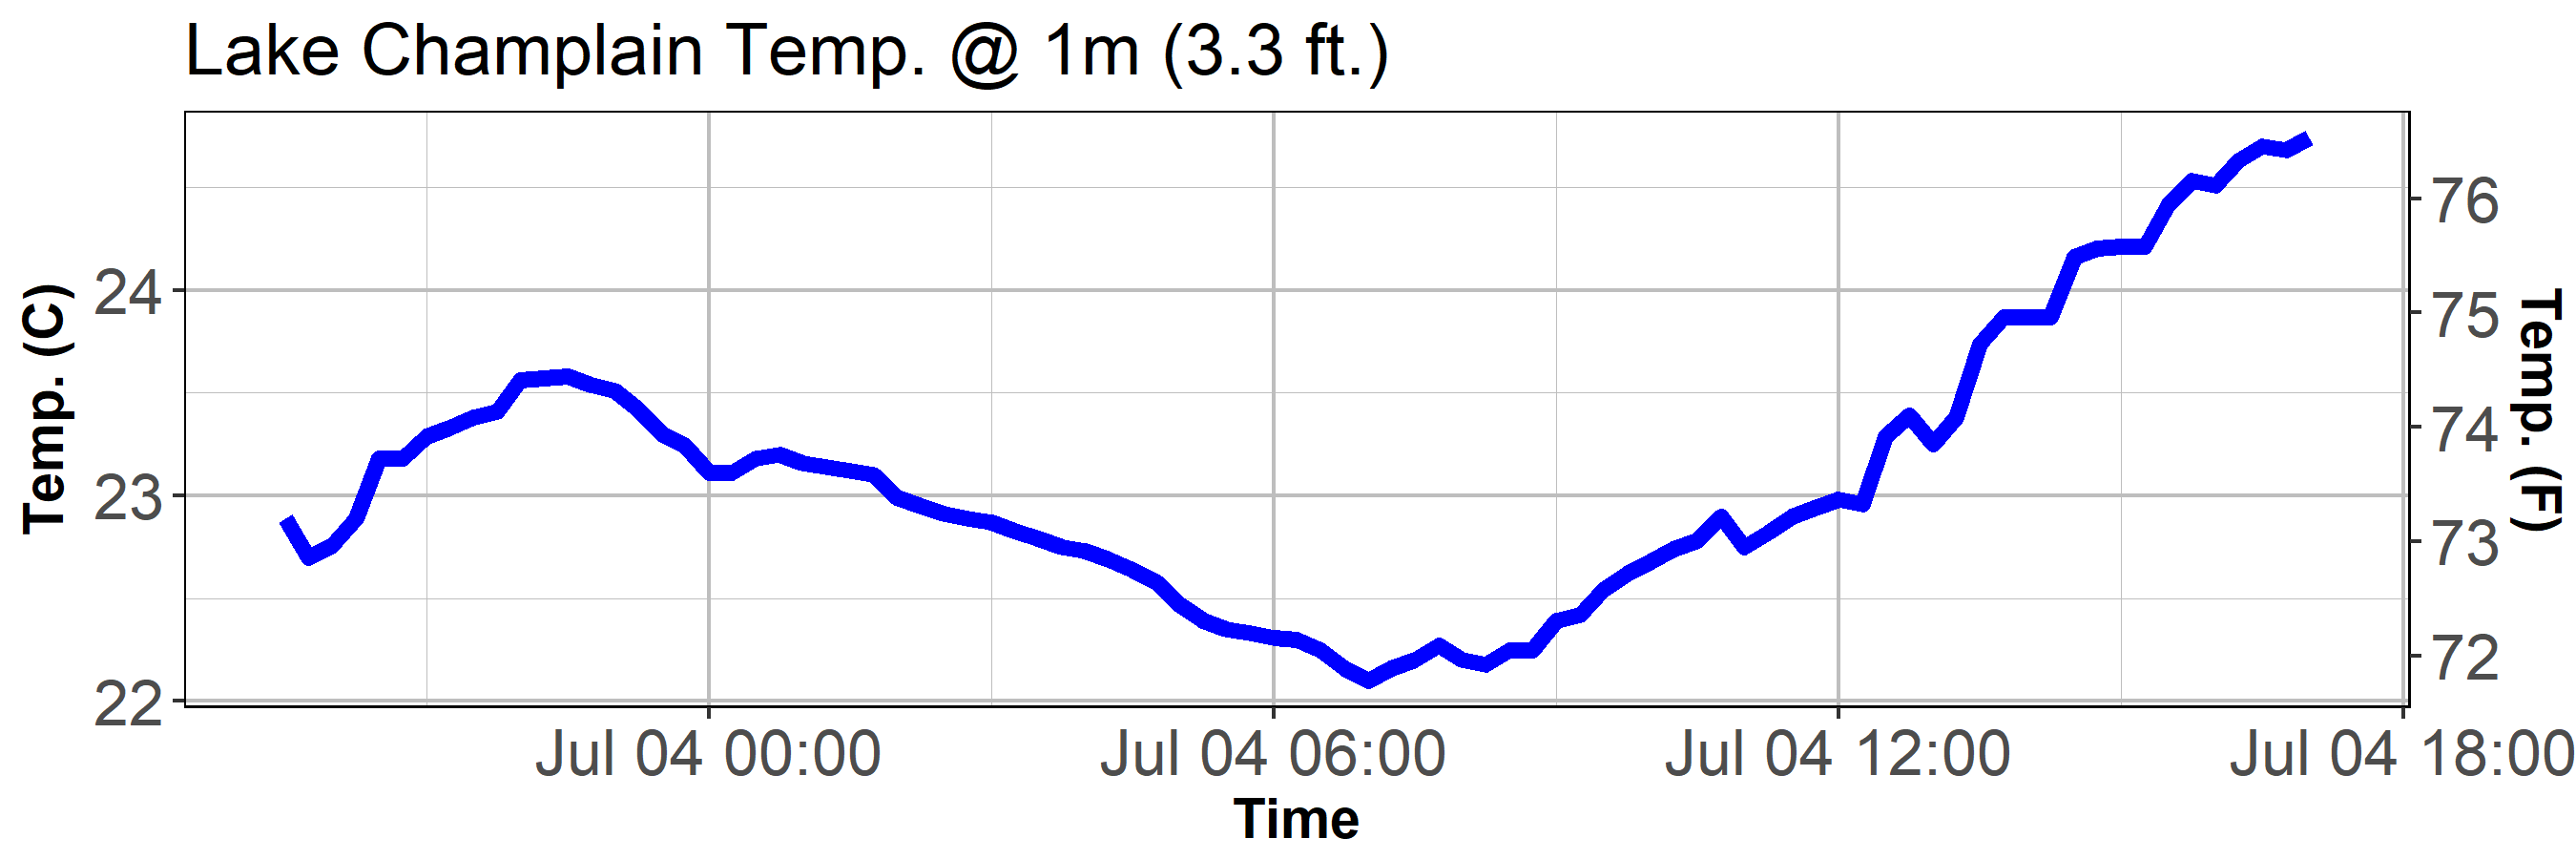 Lake Champlain Temp. @ 1m (3.3 ft.)
Temp. (C)
24
23
22
76
75
74
73
72
Temp. (F)
Jul 04 00:00
Jul 04 06:00
Jul 04 12:00
Jul 04 18:00
Time